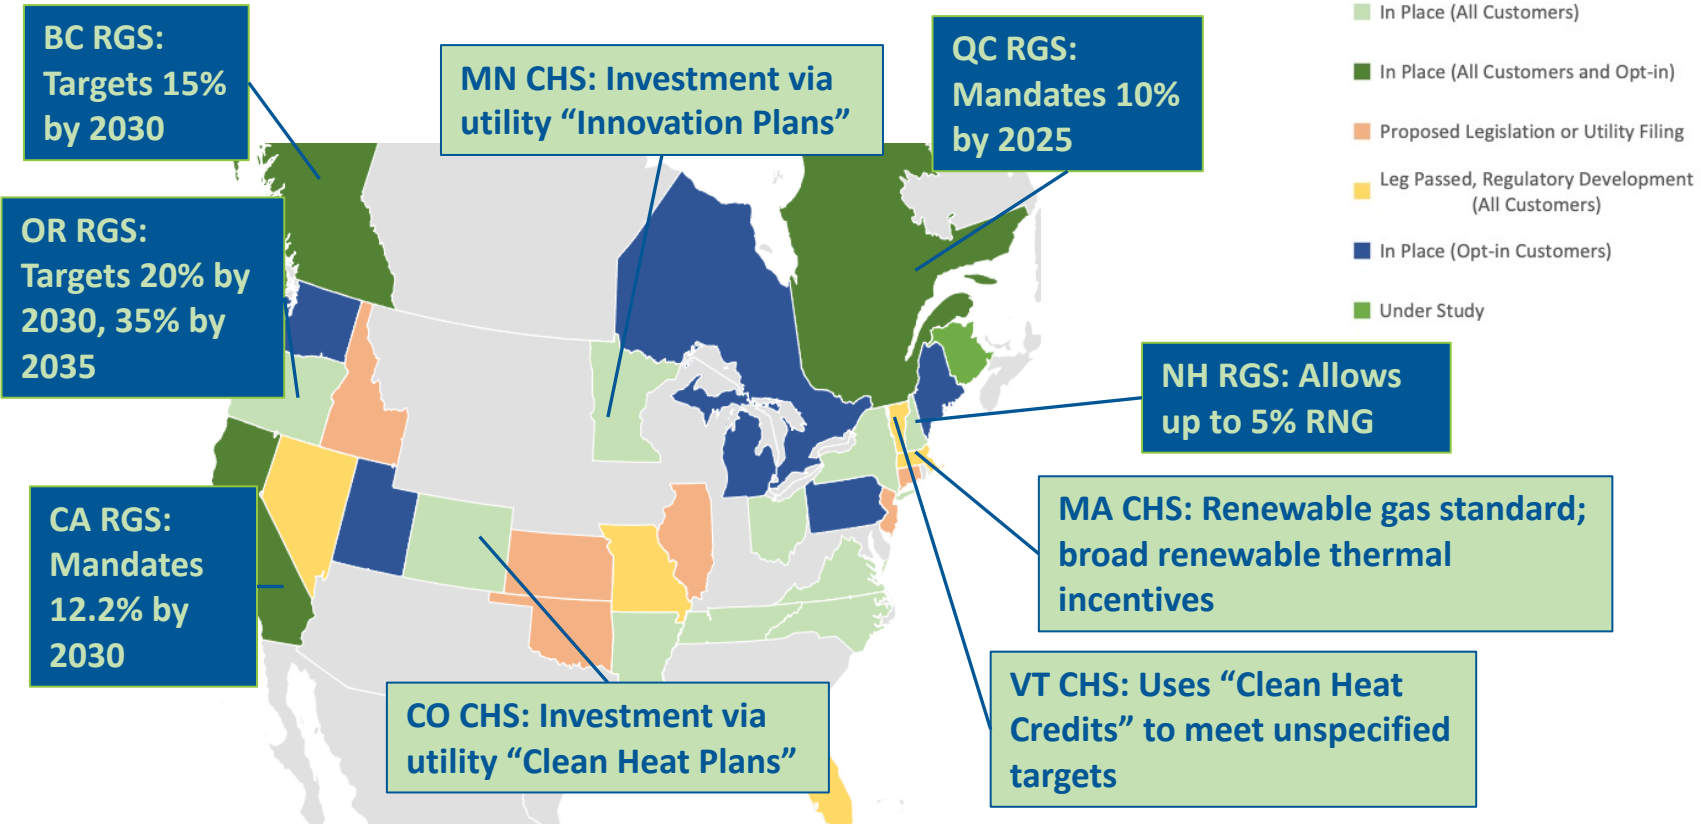 BC RGS:
Targets 15%
by 2030
MN CHS: Investment via
utility “Innovation Plans”
QC RGS:
Mandates 10%
by 2025
In Place (All Customers)
In Place (All Customers and Opt-in)
Proposed Legislation or Utility Filing
Leg Passed, Regulatory Development
(All Customers)
In Place (Opt-in Customers)
Under Study
OR RGS:
Targets 20% by
2030, 35% by
2035
NH RGS: Allows
up to 5% RNG
CA RGS:
Mandates
12.2% by
2030
MA CHS: Renewable gas standard;
broad renewable thermal
incentives
CO CHS: Investment via
utility “Clean Heat Plans”
VT CHS: Uses “Clean Heat
Credits” to meet unspecified
targets